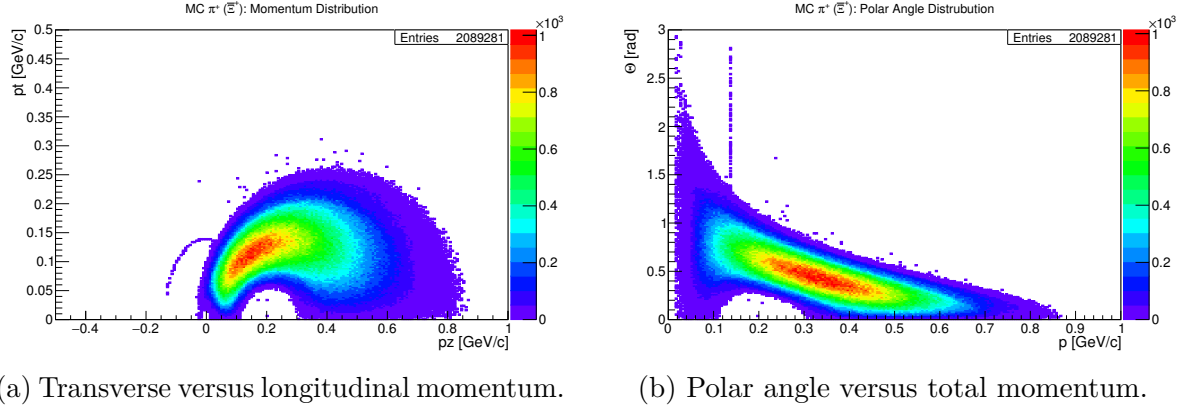 MC π⁺ (Ξ̅⁺): Momentum Distribution
pt [GeV/c]
0.5
0.45
0.4
0.35
0.3
0.25
0.2
0.15
0.1
0.05
0
−0.4 −0.2 0 0.2 0.4 0.6 0.8 1
pz [GeV/c]
Entries 2089281
×10³
1
0.8
0.6
0.4
0.2
0
(a) Transverse versus longitudinal momentum.
MC π⁺ (Ξ̅⁺): Polar Angle Distrubution
Θ [rad]
3
2.5
2
1.5
1
0.5
0
0 0.1 0.2 0.3 0.4 0.5 0.6 0.7 0.8 0.9 1
p [GeV/c]
Entries 2089281
×10³
1
0.8
0.6
0.4
0.2
0
(b) Polar angle versus total momentum.